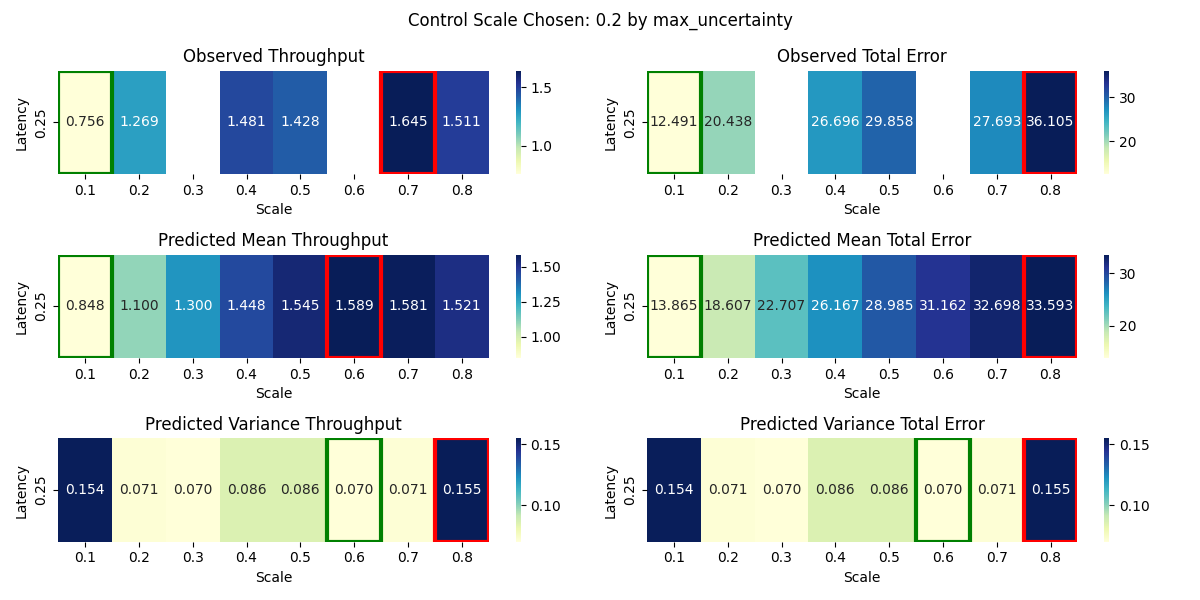 Control Scale Chosen: 0.2 by max_uncertainty
Observed Throughput
Latency
0.25
0.756 1.269 1.481 1.428 1.645 1.511
0.1 0.2 0.3 0.4 0.5 0.6 0.7 0.8
Scale
1.5
1.0
Observed Total Error
Latency
0.25
12.491 20.438 26.696 29.858 27.693 36.105
0.1 0.2 0.3 0.4 0.5 0.6 0.7 0.8
Scale
30
20
Predicted Mean Throughput
Latency
0.25
0.848 1.100 1.300 1.448 1.545 1.589 1.581 1.521
0.1 0.2 0.3 0.4 0.5 0.6 0.7 0.8
Scale
1.50
1.25
1.00
Predicted Mean Total Error
Latency
0.25
13.865 18.607 22.707 26.167 28.985 31.162 32.698 33.593
0.1 0.2 0.3 0.4 0.5 0.6 0.7 0.8
Scale
30
20
Predicted Variance Throughput
Latency
0.25
0.154 0.071 0.070 0.086 0.086 0.070 0.071 0.155
0.1 0.2 0.3 0.4 0.5 0.6 0.7 0.8
Scale
0.15
0.10
Predicted Variance Total Error
Latency
0.25
0.154 0.071 0.070 0.086 0.086 0.070 0.071 0.155
0.1 0.2 0.3 0.4 0.5 0.6 0.7 0.8
Scale
0.15
0.10